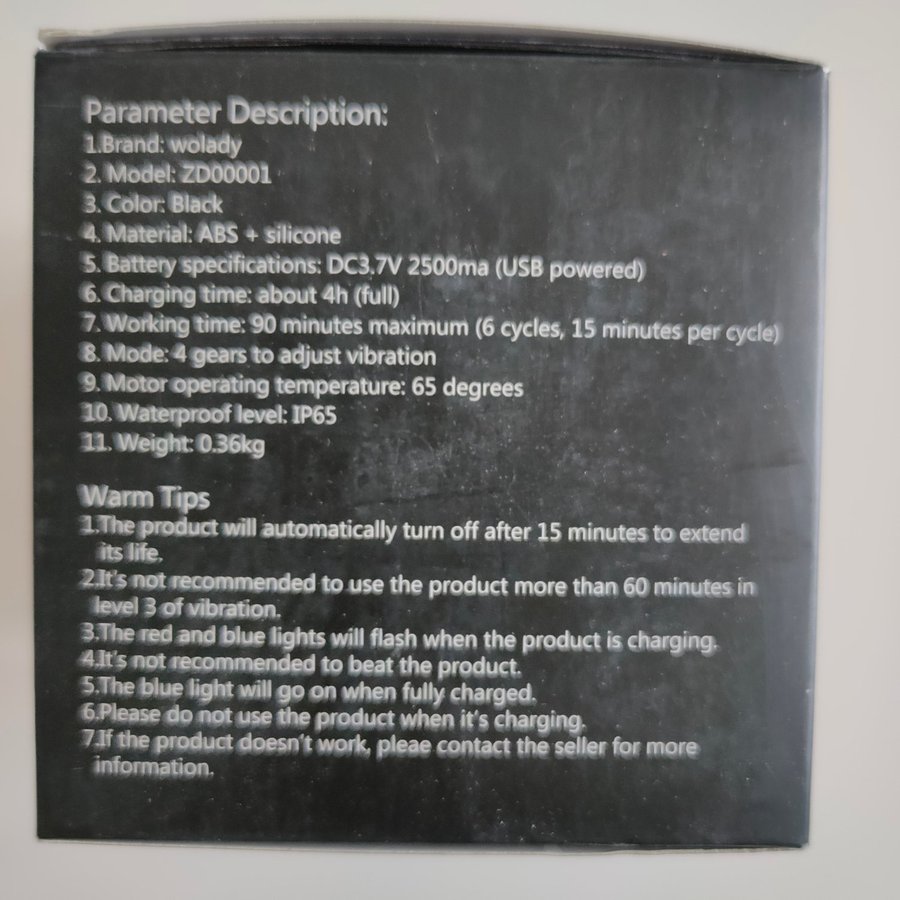 Parameter Description:
1.Brand: wolady
2. Model: ZD00001
3. Color: Black
4. Material: ABS + silicone
5. Battery specifications: DC3.7V 2500ma (USB powered)
6. Charging time: about 4h (full)
7. Working time: 90 minutes maximum (6 cycles, 15 minutes per cycle)
8. Mode: 4 gears to adjust vibration
9. Motor operating temperature: 65 degrees
10. Waterproof level: IP65
11. Weight: 0.36kg
Warm Tips
1.The product will automatically turn off after 15 minutes to extend
its life.
2.It's not recommended to use the product more than 60 minutes in
level 3 of vibration.
3.The red and blue lights will flash when the product is charging.
4.It's not recommended to beat the product.
5.The blue light will go on when fully charged.
6.Please do not use the product when it's charging.
7.If the product doesn't work, pleae contact the seller for more
information.